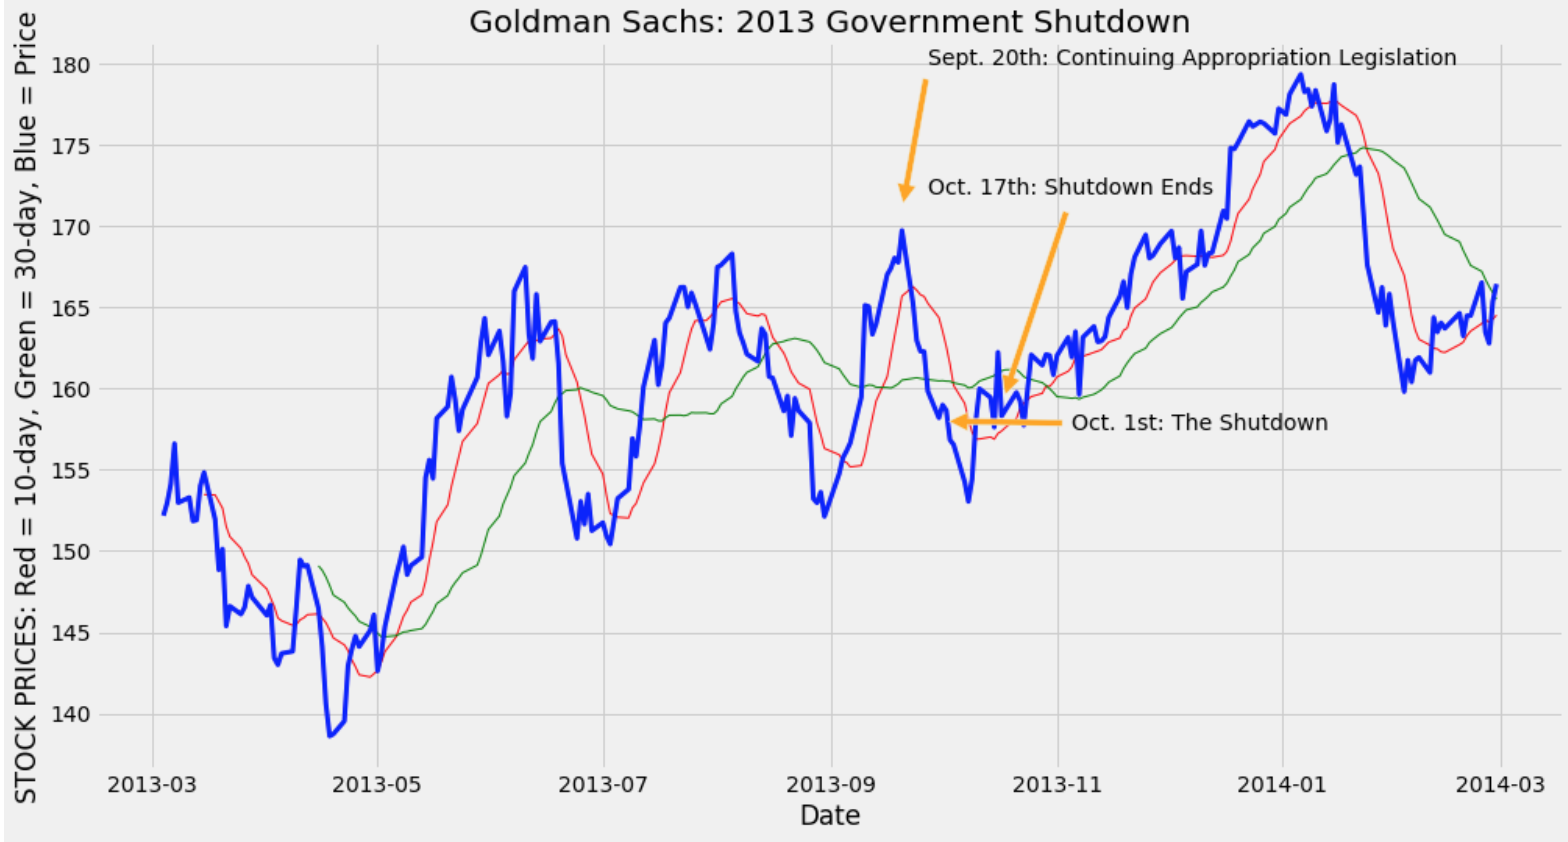 Goldman Sachs: 2013 Government Shutdown
STOCK PRICES: Red = 10-day, Green = 30-day, Blue = Price
180
175
170
165
160
155
150
145
140
Sept. 20th: Continuing Appropriation Legislation
Oct. 17th: Shutdown Ends
Oct. 1st: The Shutdown
2013-03
2013-05
2013-07
2013-09
2013-11
2014-01
2014-03
Date